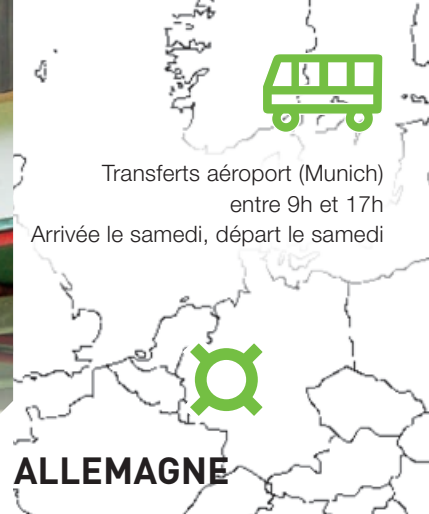 Transferts aéroport (Munich)
entre 9h et 17h
Arrivée le samedi, départ le samedi
ALLEMAGNE